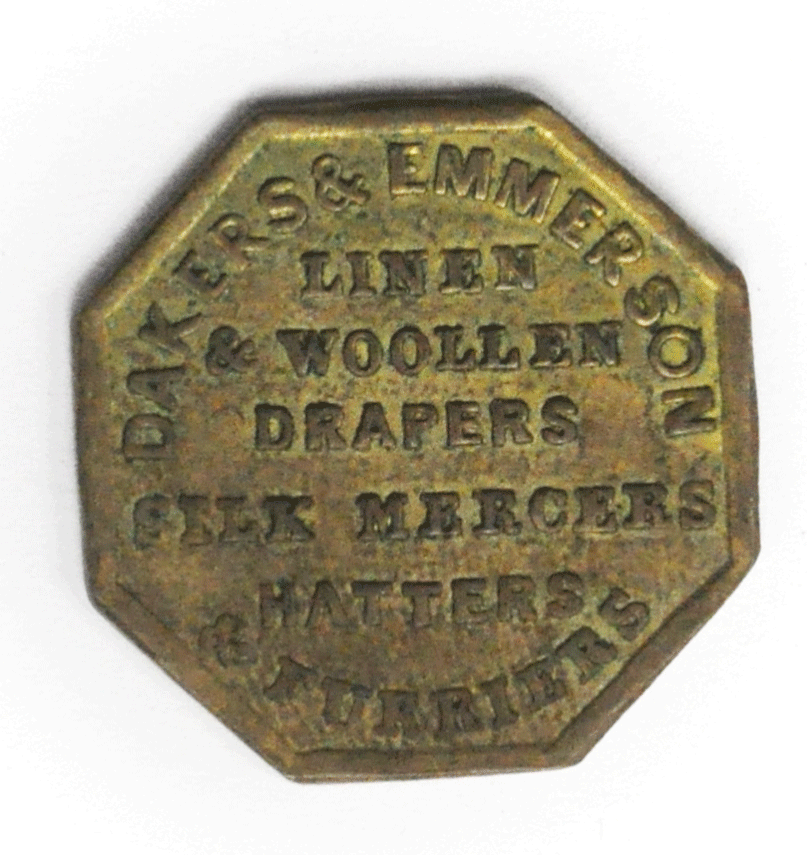 DAKERS & EMMERSON
LINEN
& WOOLLEN
DRAPERS
SILK MERCERS
HATTERS
& FURRIERS